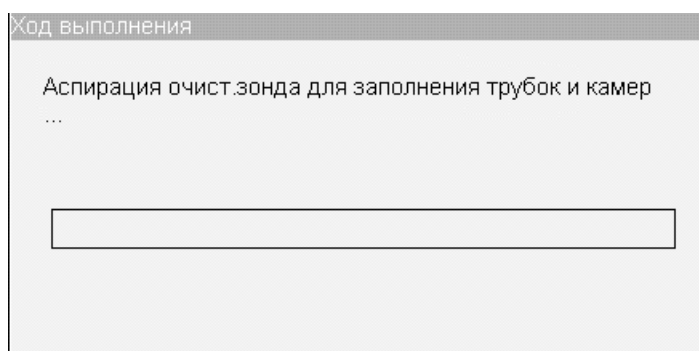 Ход выполнения
Аспирация очист.зонда для заполнения трубок и камер
...